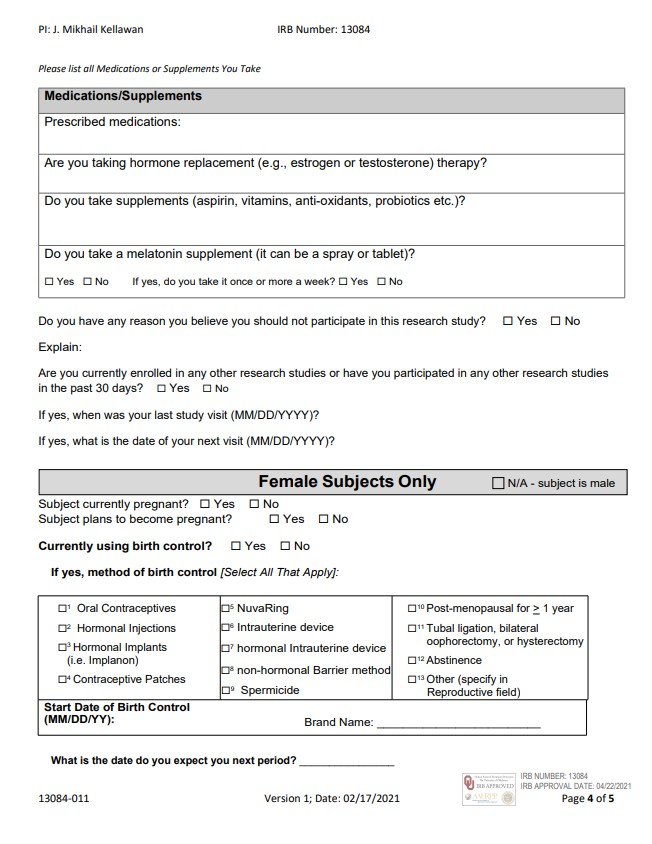 PI: J. Mikhail Kellawan IRB Number: 13084
Please list all Medications or Supplements You Take
Medications/Supplements
Prescribed medications:
Are you taking hormone replacement (e.g., estrogen or testosterone) therapy?
Do you take supplements (aspirin, vitamins, anti-oxidants, probiotics etc.)?
Do you take a melatonin supplement (it can be a spray or tablet)?
☐ Yes ☐ No If yes, do you take it once or more a week? ☐ Yes ☐ No
Do you have any reason you believe you should not participate in this research study? ☐ Yes ☐ No
Explain:
Are you currently enrolled in any other research studies or have you participated in any other research studies
in the past 30 days? ☐ Yes ☐ No
If yes, when was your last study visit (MM/DD/YYYY)?
If yes, what is the date of your next visit (MM/DD/YYYY)?
Female Subjects Only ☐ N/A - subject is male
Subject currently pregnant? ☐ Yes ☐ No
Subject plans to become pregnant? ☐ Yes ☐ No
Currently using birth control? ☐ Yes ☐ No
If yes, method of birth control [Select All That Apply]:
☐¹ Oral Contraceptives
☐² Hormonal Injections
☐³ Hormonal Implants
(i.e. Implanon)
☐⁴ Contraceptive Patches
☐⁵ NuvaRing
☐⁶ Intrauterine device
☐⁷ hormonal Intrauterine device
☐⁸ non-hormonal Barrier method
☐⁹ Spermicide
☐¹⁰ Post-menopausal for ≥ 1 year
☐¹¹ Tubal ligation, bilateral
oophorectomy, or hysterectomy
☐¹² Abstinence
☐¹³ Other (specify in
Reproductive field)
Start Date of Birth Control
(MM/DD/YY):
Brand Name: __________________________
What is the date do you expect you next period? _______________
IRB APPROVED
IRB NUMBER: 13084
IRB APPROVAL DATE: 04/22/2021
13084-011 Version 1; Date: 02/17/2021 Page 4 of 5